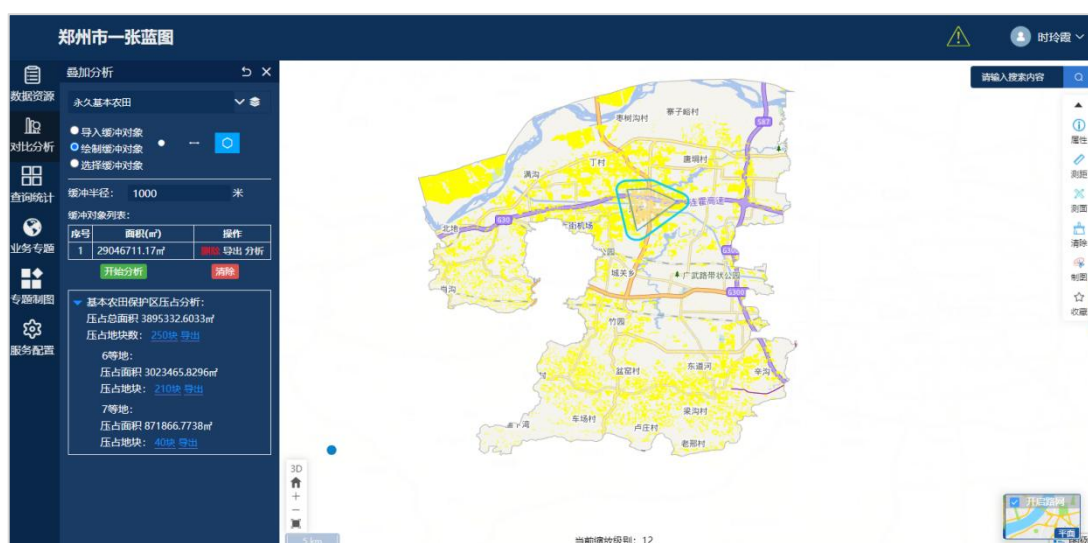 郑州市一张蓝图
时玲霞
数据资源
对比分析
查询统计
业务专题
专题制图
服务配置
叠加分析
永久基本农田
导入缓冲对象
绘制缓冲对象
选择缓冲对象
缓冲半径: 1000 米
缓冲对象列表:
序号 面积(㎡) 操作
1 29046711.17㎡ 删除 导出 分析
开始分析 清除
基本农田保护区压占分析:
压占总面积 3895332.6033㎡
压占地块数: 250块 导出
6等地:
压占面积 3023465.8296㎡
压占地块: 210块 导出
7等地:
压占面积 871866.7738㎡
压占地块: 40块 导出
请输入搜索内容
属性
测距
测面
清除
制图
收藏
枣树沟村
寨子峪村
S87
丁村
唐垌村
满沟
连霍高速
G30
北地
街机场
公园
城关乡
广武路带状公
G300
竹园
盆窑村
东道河
辛沟
梁沟村
车场村
卢庄村
老邢村
3D
5 km
当前缩放级别: 12
开启路网
平面